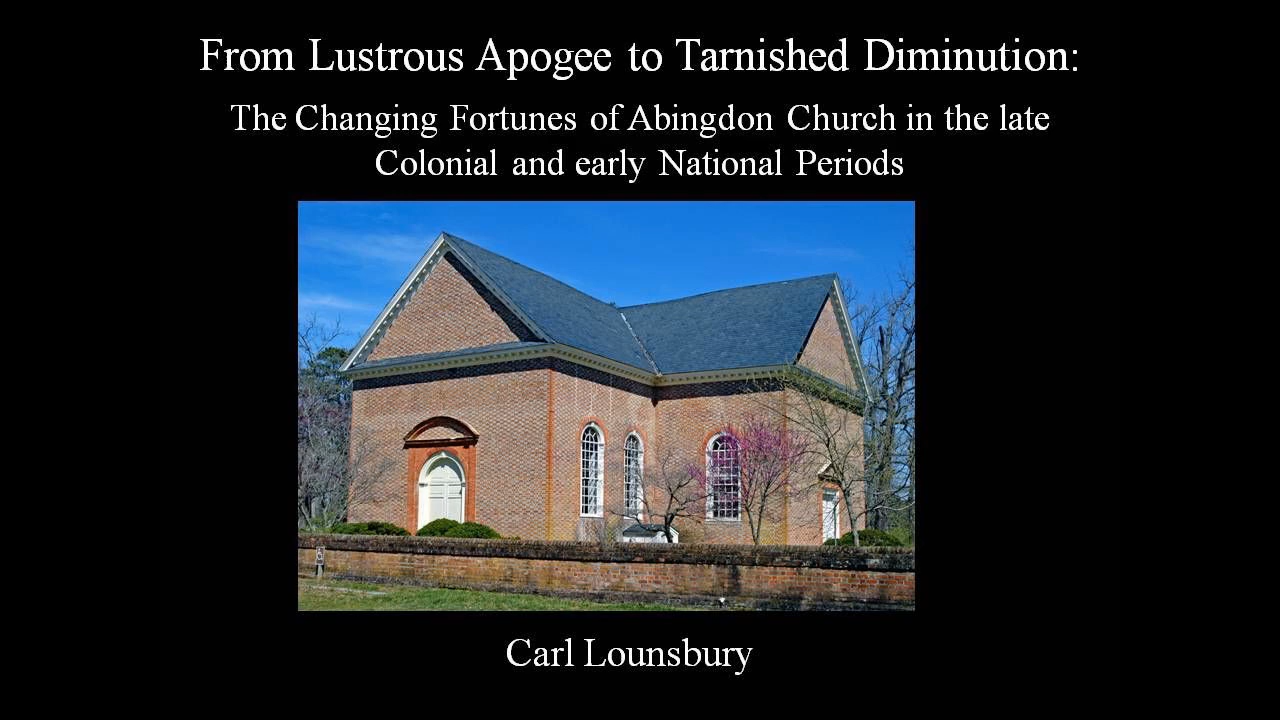 From Lustrous Apogee to Tarnished Diminution:
The Changing Fortunes of Abingdon Church in the late
Colonial and early National Periods
Carl Lounsbury